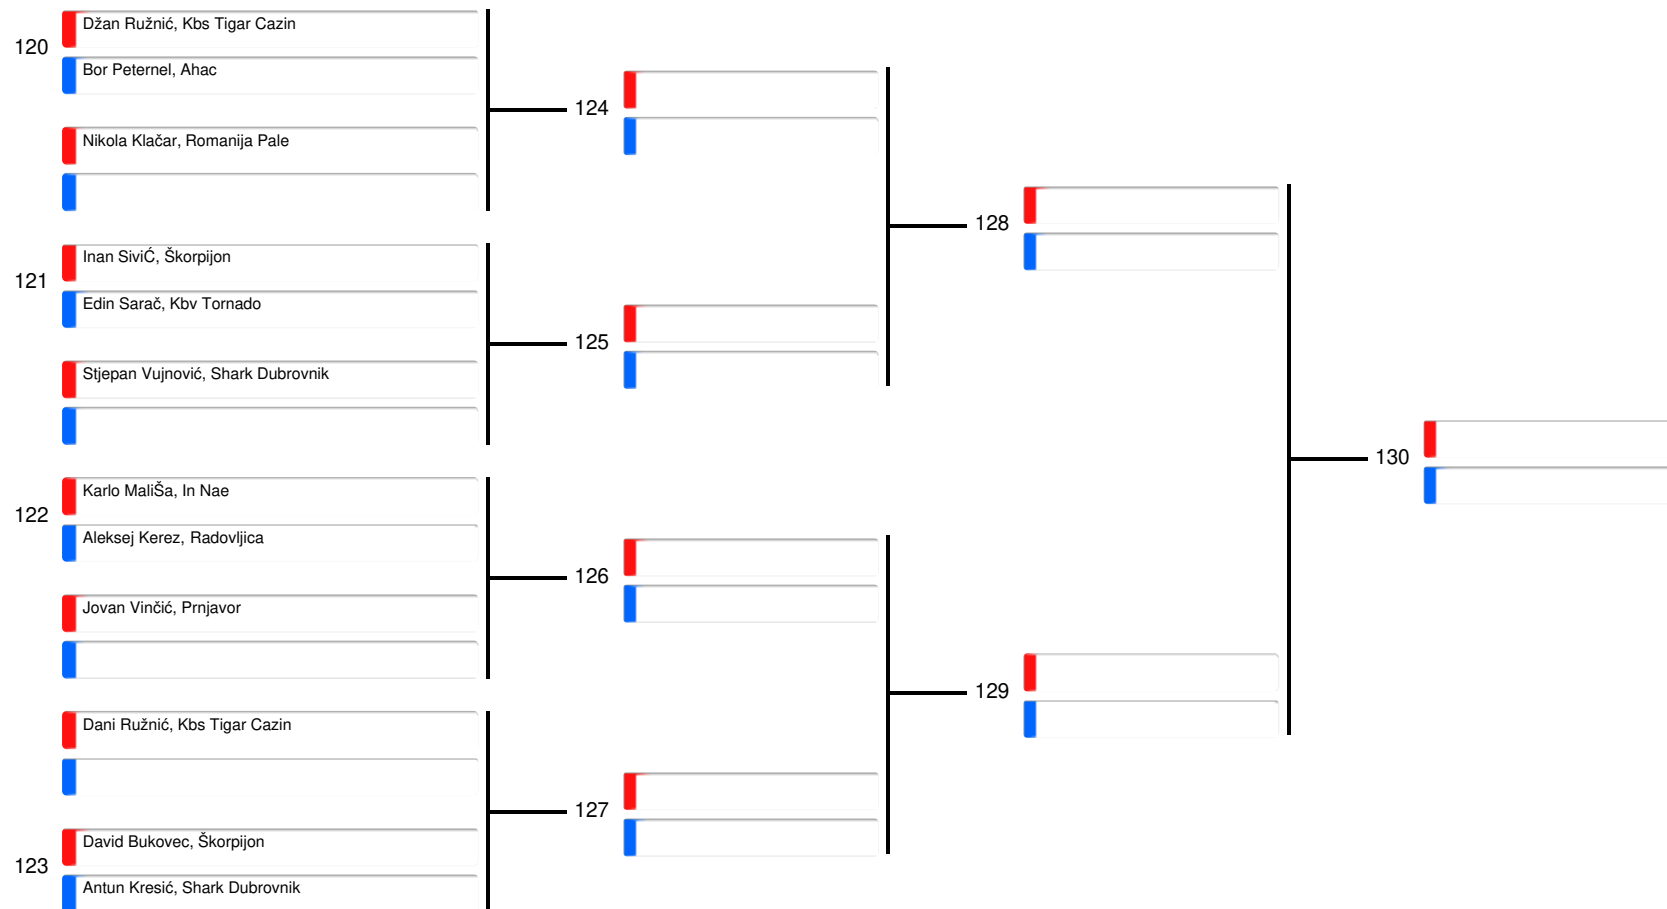 120
Džan Ružnić, Kbs Tigar Cazin
Bor Peternel, Ahac
Nikola Klačar, Romanija Pale
121
Inan SiviĆ, Škorpijon
Edin Sarač, Kbv Tornado
Stjepan Vujnović, Shark Dubrovnik
122
Karlo MaliŠa, In Nae
Aleksej Kerez, Radovljica
Jovan Vinčić, Prnjavor
Dani Ružnić, Kbs Tigar Cazin
123
David Bukovec, Škorpijon
Antun Kresić, Shark Dubrovnik
124
125
126
127
128
129
130